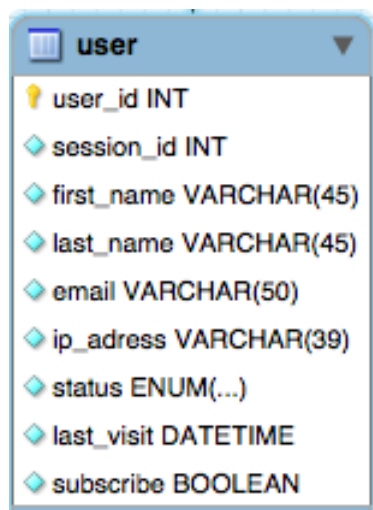 user
user_id INT
session_id INT
first_name VARCHAR(45)
last_name VARCHAR(45)
email VARCHAR(50)
ip_adress VARCHAR(39)
status ENUM(...)
last_visit DATETIME
subscribe BOOLEAN